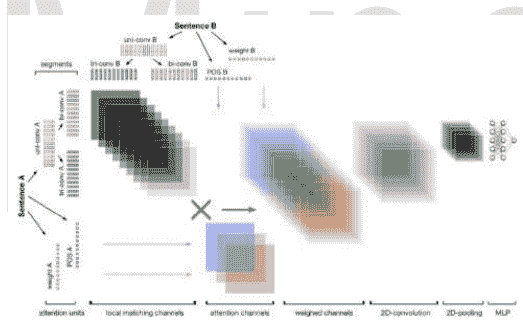 Sentence B
uni-conv B
weight B
tri-conv B
bi-conv B
POS B
segments
bi-conv A
uni-conv A
tri-conv A
Sentence A
POS A
weight A
attention units
local matching channels
attention channels
weighed channels
2D-convolution
2D-pooling
MLP